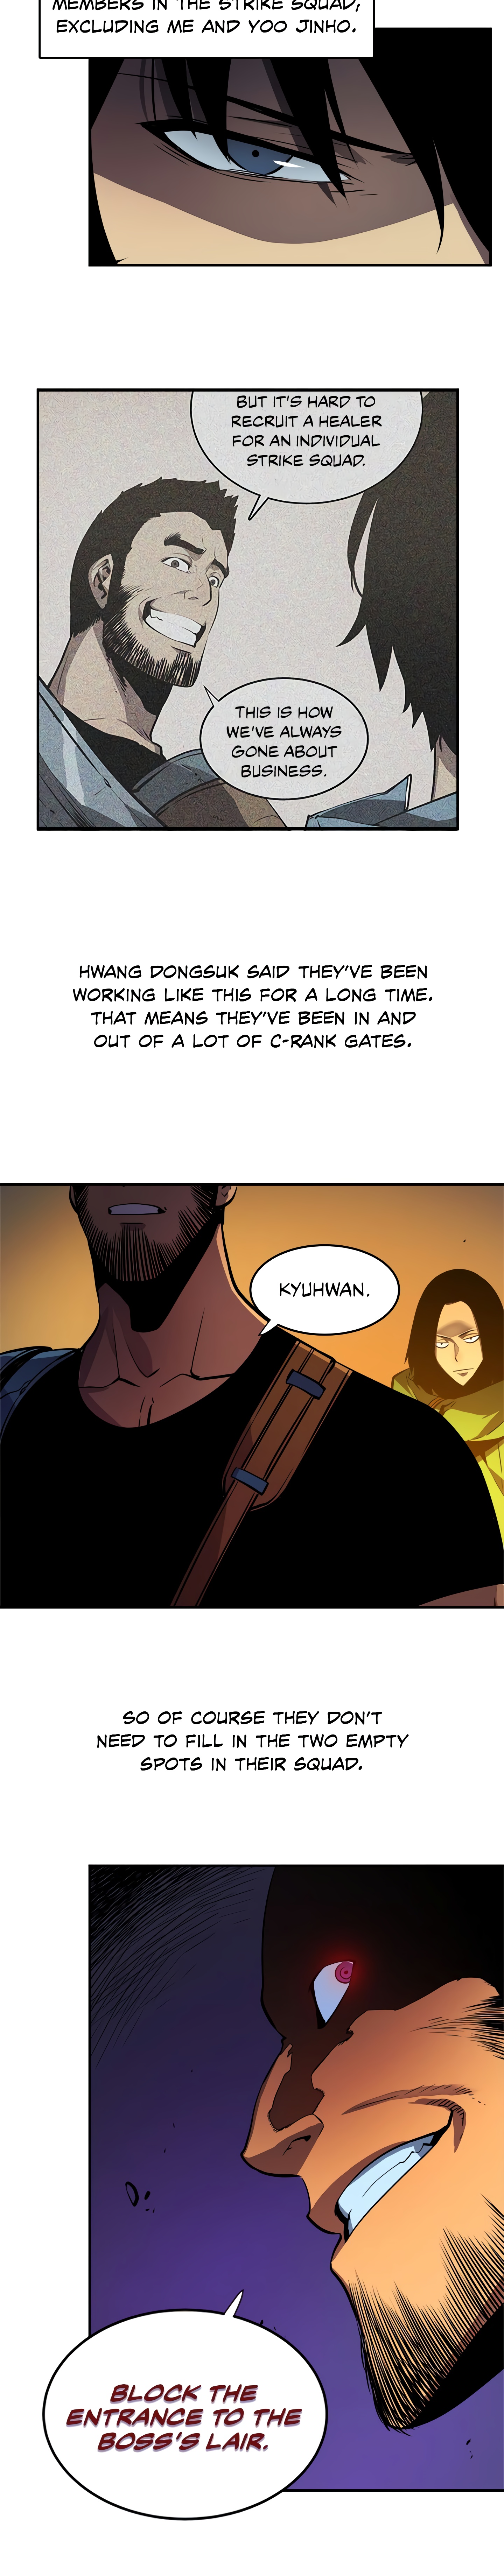 MEMBERS IN THE STRIKE SQUAD,
EXCLUDING ME AND YOO JINHO.
BUT IT'S HARD TO
RECRUIT A HEALER
FOR AN INDIVIDUAL
STRIKE SQUAD.
THIS IS HOW
WE'VE ALWAYS
GONE ABOUT
BUSINESS.
HWANG DONGSUK SAID THEY'VE BEEN
WORKING LIKE THIS FOR A LONG TIME.
THAT MEANS THEY'VE BEEN IN AND
OUT OF A LOT OF C-RANK GATES.
KYUHWAN.
SO OF COURSE THEY DON'T
NEED TO FILL IN THE TWO EMPTY
SPOTS IN THEIR SQUAD.
BLOCK THE
ENTRANCE TO THE
BOSS'S LAIR.